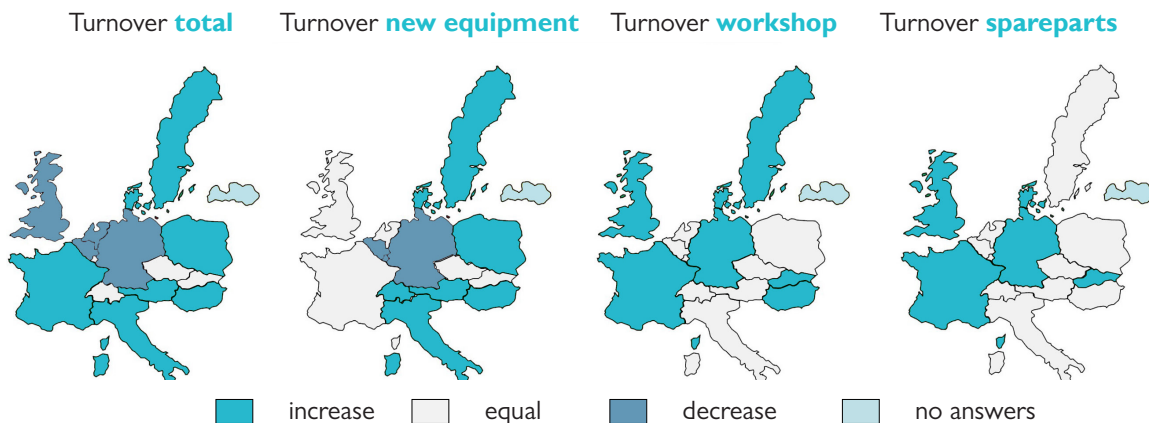 Turnover total
Turnover new equipment
Turnover workshop
Turnover spareparts
increase
equal
decrease
no answers